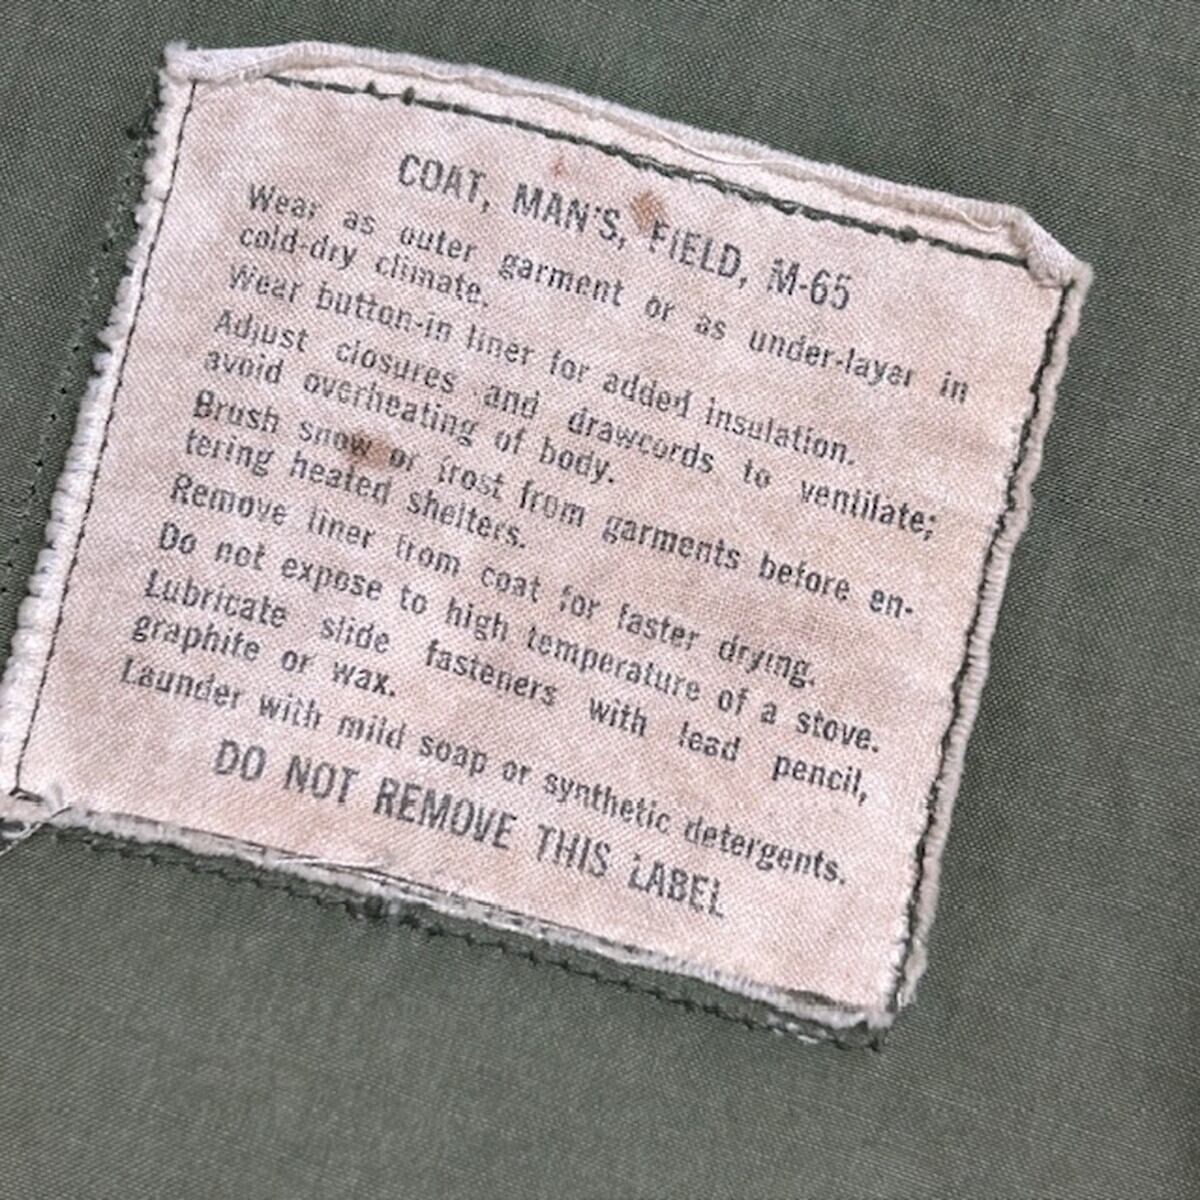 COAT, MAN'S, FIELD, M-65
Wear as outer garment or as under-layer in
cold-dry climate.
Wear button-in liner for added insulation.
Adjust closures and drawcords to ventilate;
avoid overheating of body.
Brush snow or frost from garments before en-
tering heated shelters.
Remove liner from coat for faster drying.
Do not expose to high temperature of a stove.
Lubricate slide fasteners with lead pencil,
graphite or wax.
Launder with mild soap or synthetic detergents.
DO NOT REMOVE THIS LABEL